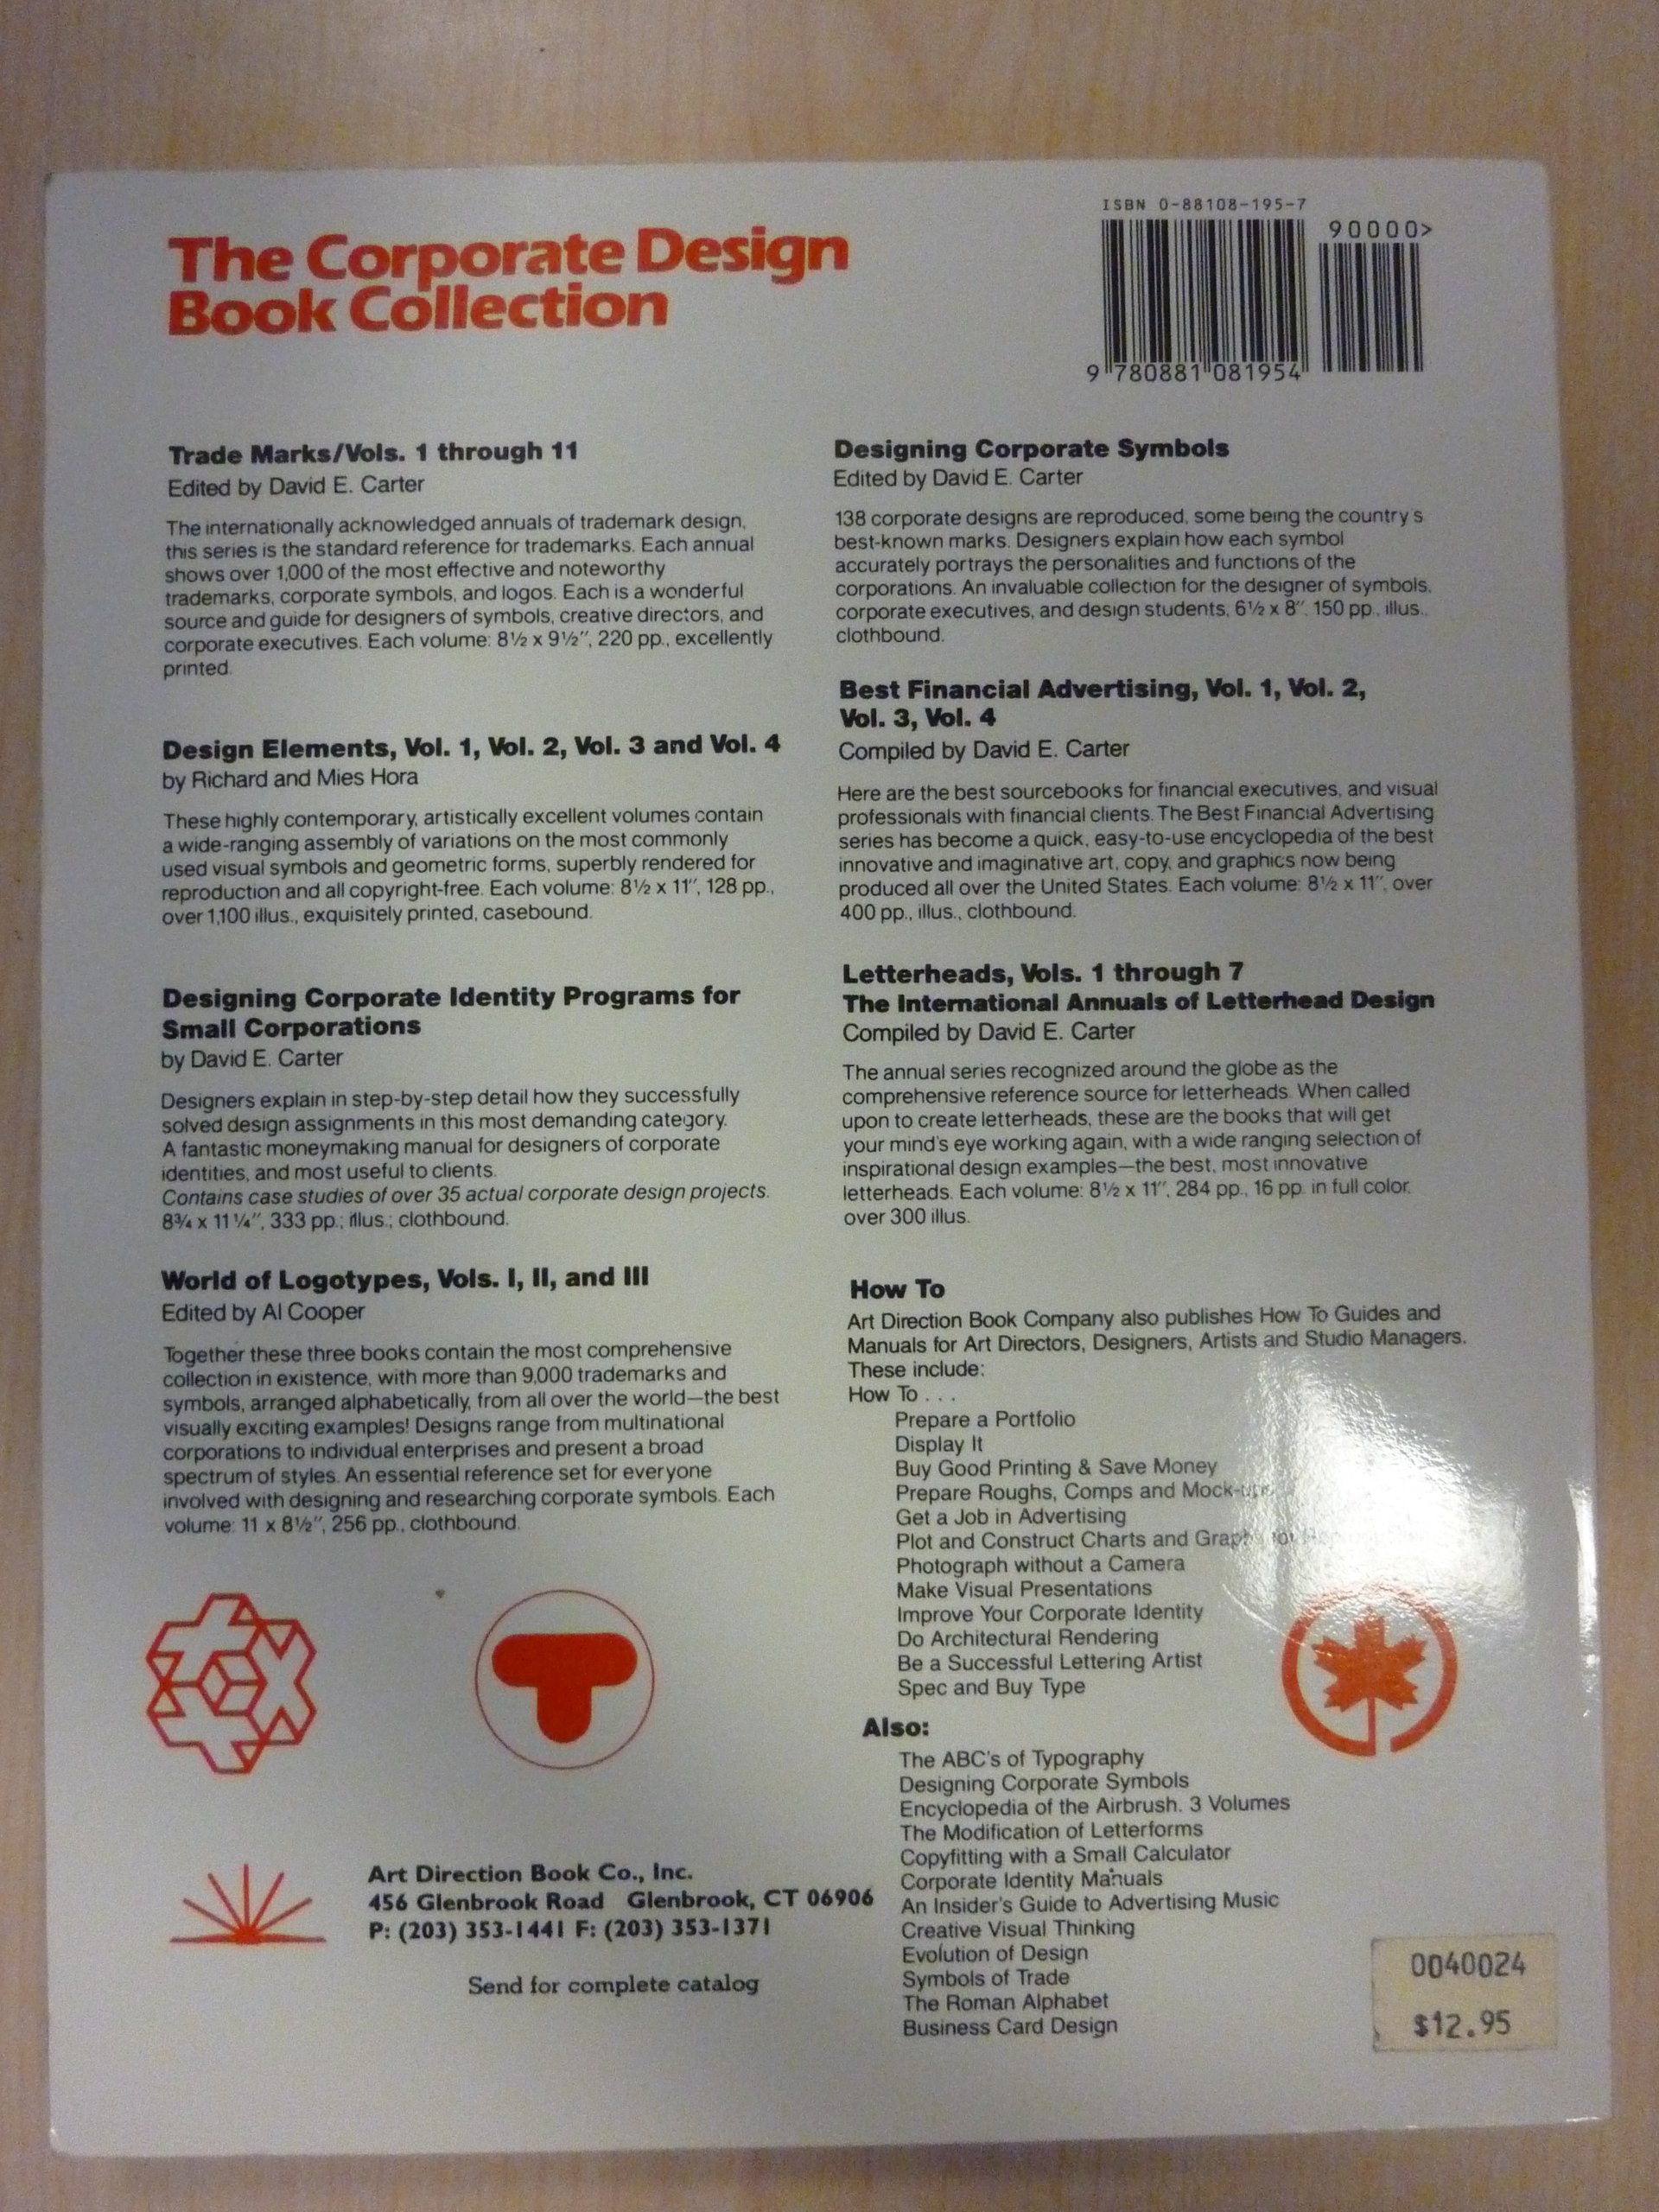 The Corporate Design
Book Collection
ISBN 0-88108-195-7
90000>
9 780881 081954
Trade Marks/Vols. 1 through 11
Edited by David E. Carter
The internationally acknowledged annuals of trademark design,
this series is the standard reference for trademarks. Each annual
shows over 1,000 of the most effective and noteworthy
trademarks, corporate symbols, and logos. Each is a wonderful
source and guide for designers of symbols, creative directors, and
corporate executives. Each volume: 8½ x 9½", 220 pp., excellently
printed.
Design Elements, Vol. 1, Vol. 2, Vol. 3 and Vol. 4
by Richard and Mies Hora
These highly contemporary, artistically excellent volumes contain
a wide-ranging assembly of variations on the most commonly
used visual symbols and geometric forms, superbly rendered for
reproduction and all copyright-free. Each volume: 8½ x 11", 128 pp.,
over 1,100 illus., exquisitely printed, casebound.
Designing Corporate Identity Programs for
Small Corporations
by David E. Carter
Designers explain in step-by-step detail how they successfully
solved design assignments in this most demanding category.
A fantastic moneymaking manual for designers of corporate
identities, and most useful to clients.
Contains case studies of over 35 actual corporate design projects.
8¾ x 11¼", 333 pp.; illus.; clothbound.
World of Logotypes, Vols. I, II, and III
Edited by Al Cooper
Together these three books contain the most comprehensive
collection in existence, with more than 9,000 trademarks and
symbols, arranged alphabetically, from all over the world—the best
visually exciting examples! Designs range from multinational
corporations to individual enterprises and present a broad
spectrum of styles. An essential reference set for everyone
involved with designing and researching corporate symbols. Each
volume: 11 x 8½", 256 pp., clothbound.
Art Direction Book Co., Inc.
456 Glenbrook Road Glenbrook, CT 06906
P: (203) 353-1441 F: (203) 353-1371
Send for complete catalog
Designing Corporate Symbols
Edited by David E. Carter
138 corporate designs are reproduced, some being the country's
best-known marks. Designers explain how each symbol
accurately portrays the personalities and functions of the
corporations. An invaluable collection for the designer of symbols,
corporate executives, and design students, 6½ x 8", 150 pp., illus.,
clothbound.
Best Financial Advertising, Vol. 1, Vol. 2,
Vol. 3, Vol. 4
Compiled by David E. Carter
Here are the best sourcebooks for financial executives, and visual
professionals with financial clients. The Best Financial Advertising
series has become a quick, easy-to-use encyclopedia of the best
innovative and imaginative art, copy, and graphics now being
produced all over the United States. Each volume: 8½ x 11", over
400 pp., illus., clothbound.
Letterheads, Vols. 1 through 7
The International Annuals of Letterhead Design
Compiled by David E. Carter
The annual series recognized around the globe as the
comprehensive reference source for letterheads. When called
upon to create letterheads, these are the books that will get
your mind's eye working again, with a wide ranging selection of
inspirational design examples—the best, most innovative
letterheads. Each volume: 8½ x 11", 284 pp., 16 pp. in full color,
over 300 illus.
How To
Art Direction Book Company also publishes How To Guides and
Manuals for Art Directors, Designers, Artists and Studio Managers.
These include:
How To . . .
Prepare a Portfolio
Display It
Buy Good Printing & Save Money
Prepare Roughs, Comps and Mock-ups
Get a Job in Advertising
Plot and Construct Charts and Graphs for
Photograph without a Camera
Make Visual Presentations
Improve Your Corporate Identity
Do Architectural Rendering
Be a Successful Lettering Artist
Spec and Buy Type
Also:
The ABC's of Typography
Designing Corporate Symbols
Encyclopedia of the Airbrush. 3 Volumes
The Modification of Letterforms
Copyfitting with a Small Calculator
Corporate Identity Manuals
An Insider's Guide to Advertising Music
Creative Visual Thinking
Evolution of Design
Symbols of Trade
The Roman Alphabet
Business Card Design
0040024
$12.95